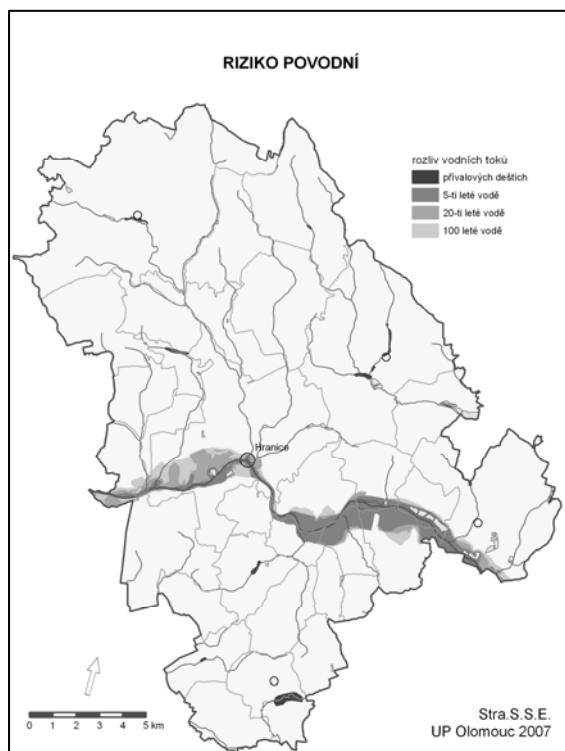 RIZIKO POVODNÍ
rozliv vodních toků
přívalových deštích
5-ti leté vodě
20-ti leté vodě
100 leté vodě
Hranice
0 1 2 3 4 5 km
Stra.S.S.E.
UP Olomouc 2007